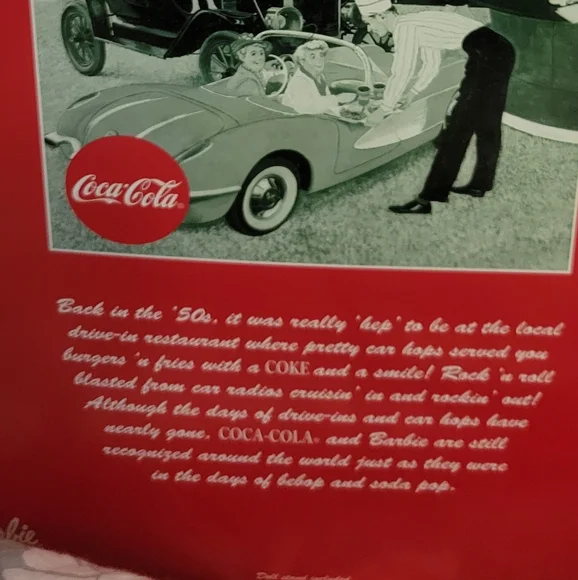 Coca-Cola®
Back in the '50s, it was really 'hep' to be at the local
drive-in restaurant where pretty car hops served you
burgers 'n fries with a COKE and a smile! Rock 'n roll
blasted from car radios cruisin' in and rockin' out!
Although the days of drive-ins and car hops have
nearly gone, COCA-COLA® and Barbie are still
recognized around the world just as they were
in the days of bebop and soda pop.
Doll stand included